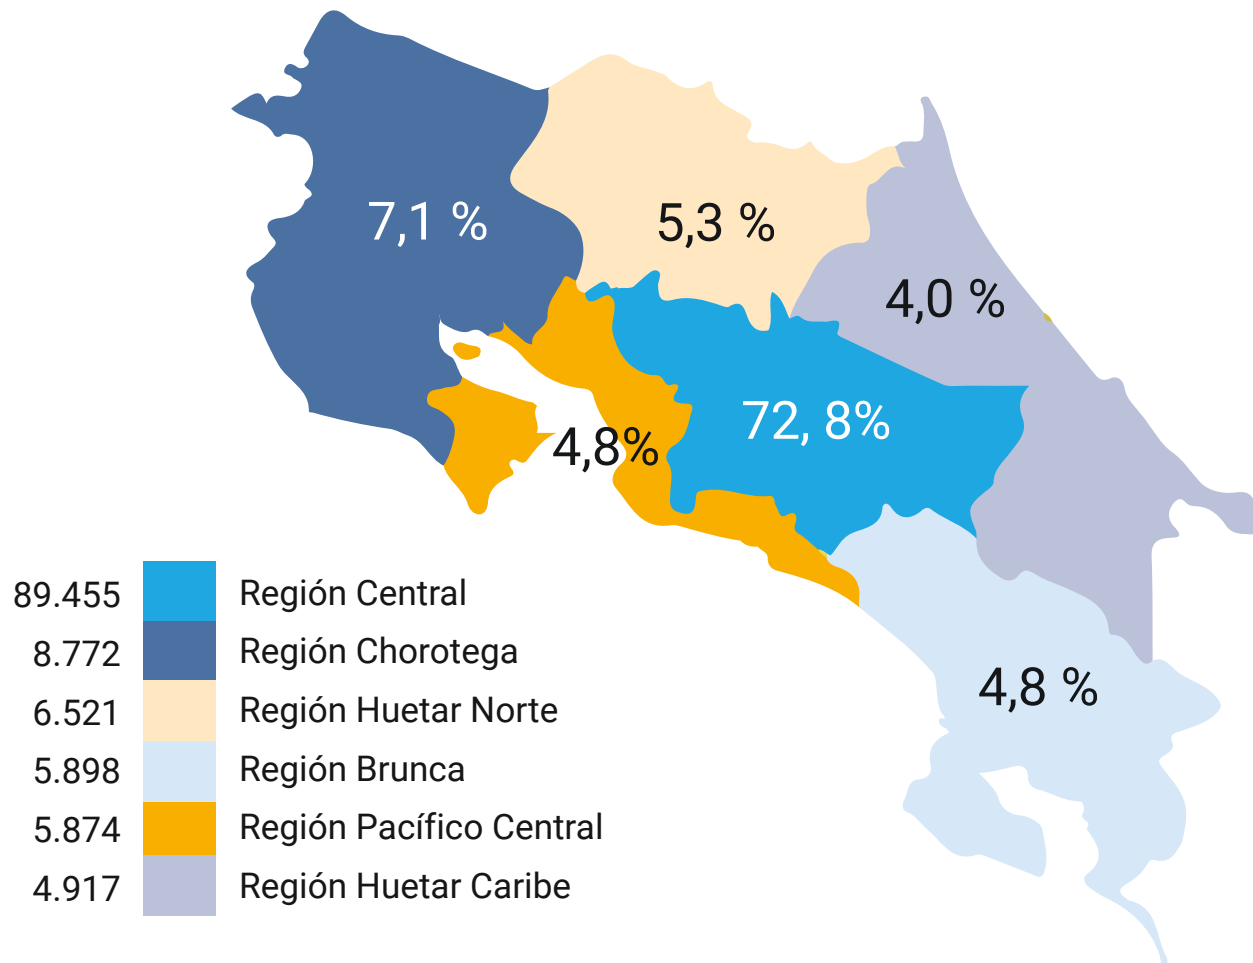 7,1 %
5,3 %
4,0 %
72, 8%
4,8%
4,8 %
89.455 Región Central
8.772 Región Chorotega
6.521 Región Huetar Norte
5.898 Región Brunca
5.874 Región Pacífico Central
4.917 Región Huetar Caribe